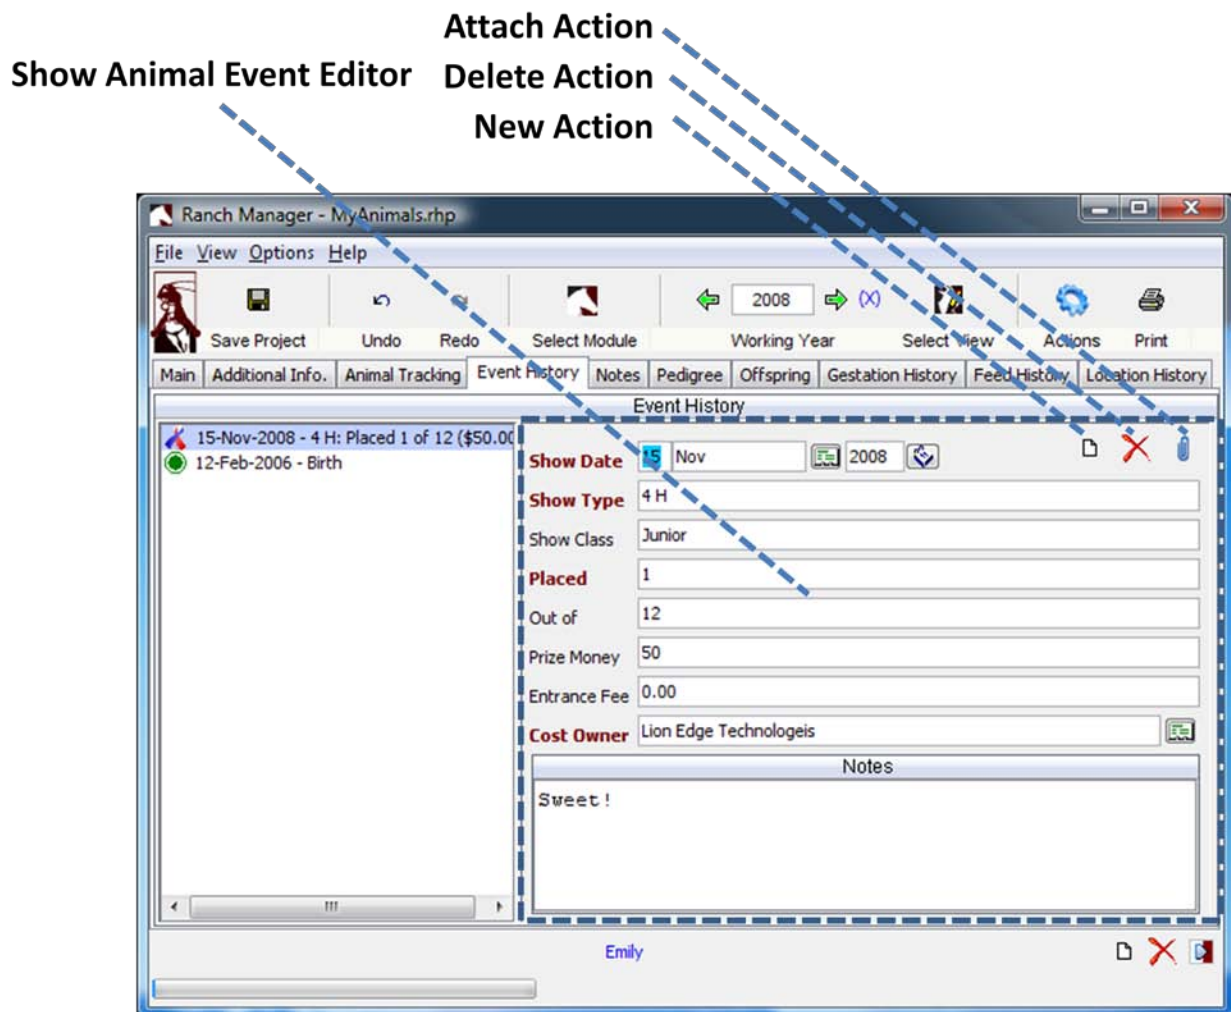 Attach Action
Show Animal Event Editor
Delete Action
New Action
Ranch Manager - MyAnimals.rhp
File View Options Help
2008 (X)
Save Project Undo Redo Select Module Working Year Select View Actions Print
Main Additional Info. Animal Tracking Event History Notes Pedigree Offspring Gestation History Feed History Location History
Event History
15-Nov-2008 - 4 H: Placed 1 of 12 ($50.00
12-Feb-2006 - Birth
Show Date 15 Nov 2008
Show Type 4 H
Show Class Junior
Placed 1
Out of 12
Prize Money 50
Entrance Fee 0.00
Cost Owner Lion Edge Technologeis
Notes
Sweet!
Emily